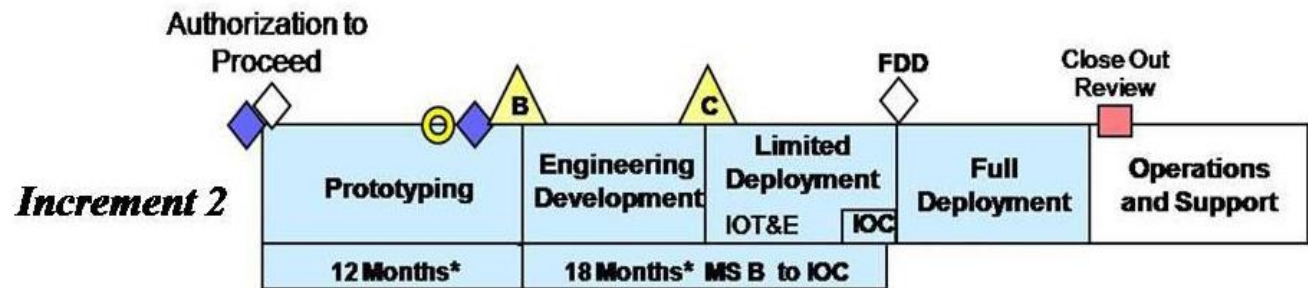 Authorization to
Proceed
FDD
Close Out
Review
B
C
Increment 2
Prototyping
Engineering
Development
Limited
Deployment
IOT&E
IOC
Full
Deployment
Operations
and Support
12 Months*
18 Months* MS B to IOC